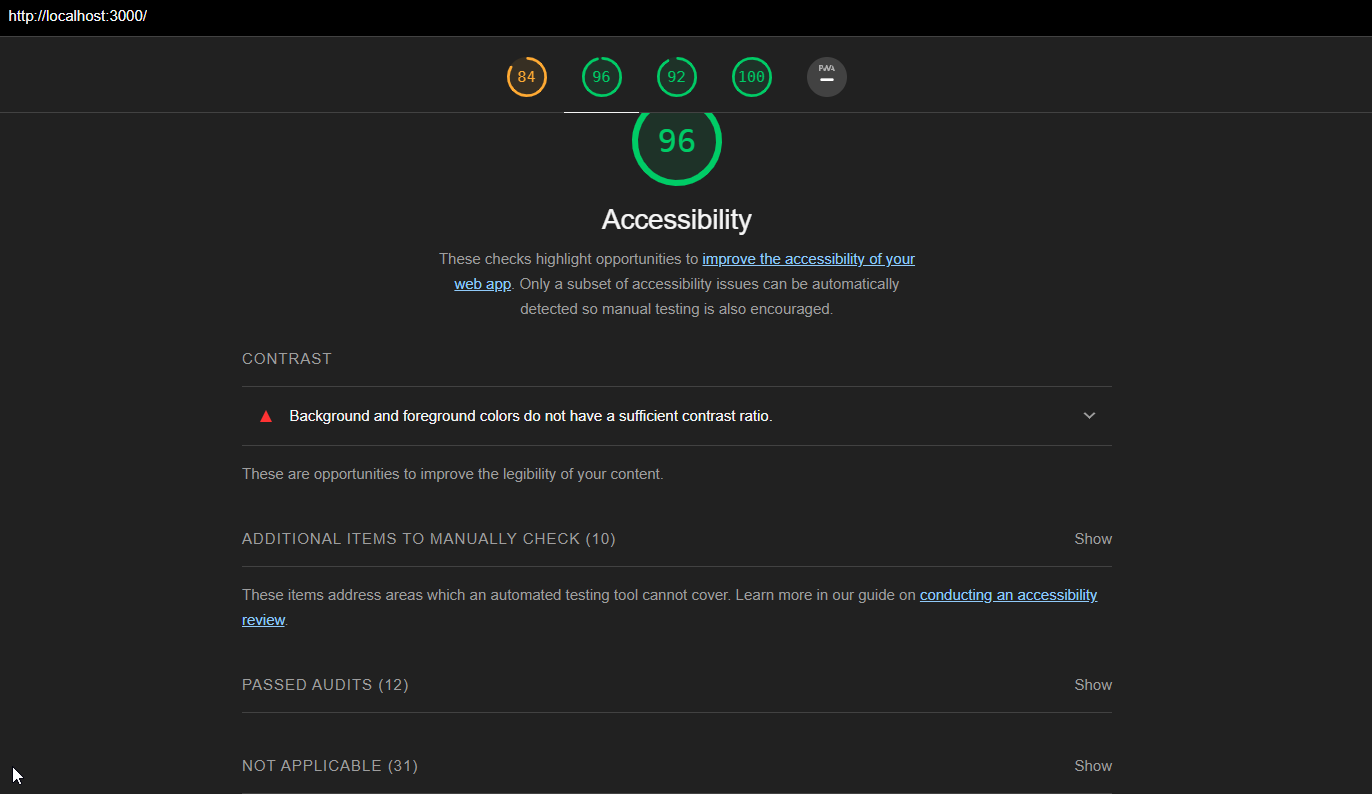 http://localhost:3000/
84 96 92 100 PWA
96
Accessibility
These checks highlight opportunities to improve the accessibility of your
web app. Only a subset of accessibility issues can be automatically
detected so manual testing is also encouraged.
CONTRAST
Background and foreground colors do not have a sufficient contrast ratio.
These are opportunities to improve the legibility of your content.
ADDITIONAL ITEMS TO MANUALLY CHECK (10) Show
These items address areas which an automated testing tool cannot cover. Learn more in our guide on conducting an accessibility
review.
PASSED AUDITS (12) Show
NOT APPLICABLE (31) Show